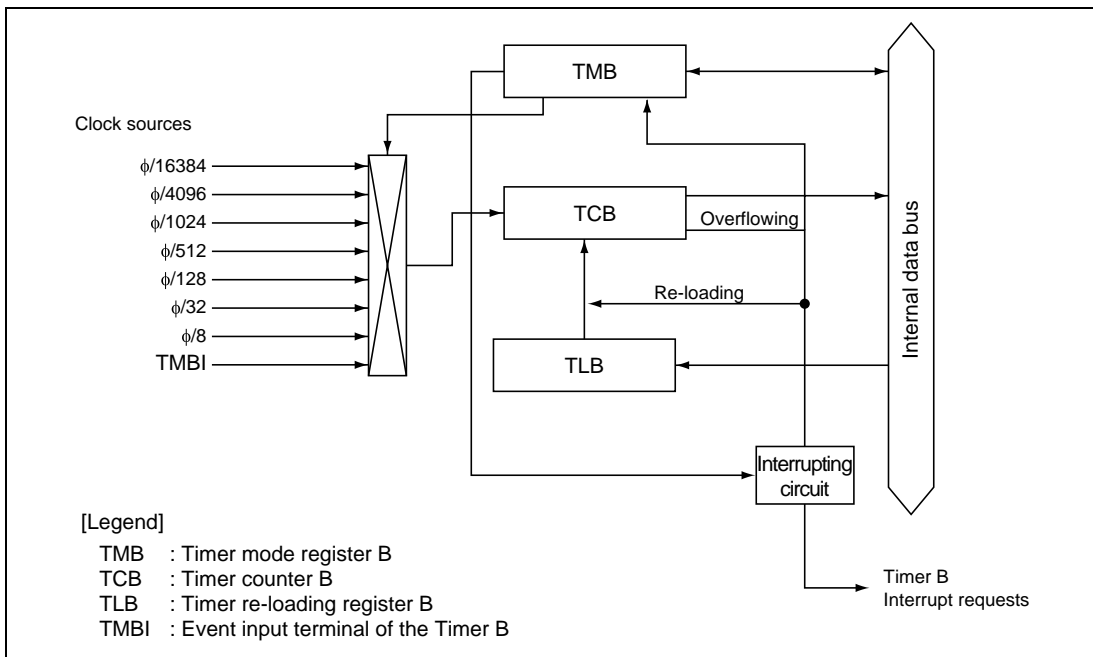 TMB
Clock sources
ϕ/16384
ϕ/4096
ϕ/1024
ϕ/512
ϕ/128
ϕ/32
ϕ/8
TMBI
TCB
Overflowing
Re-loading
TLB
Internal data bus
Interrupting
circuit
Timer B
Interrupt requests
[Legend]
TMB : Timer mode register B
TCB : Timer counter B
TLB : Timer re-loading register B
TMBI : Event input terminal of the Timer B